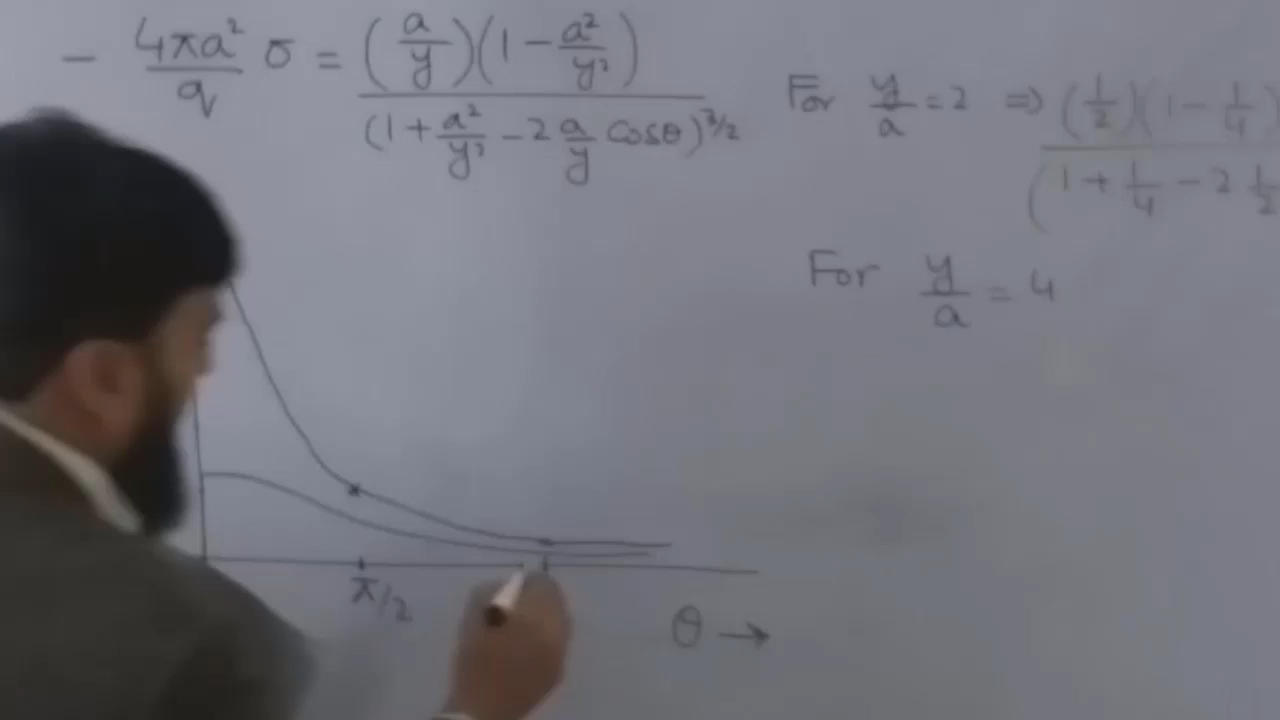 - 4πa²/q σ = (a/y)(1 - a²/y²) / (1 + a²/y² - 2 a/y cosθ)^3/2
For y/a = 2 ⇒ (1/2)(1 - 1/4) / (1 + 1/4 - 2 1/2
For y/a = 4
π/2
θ →